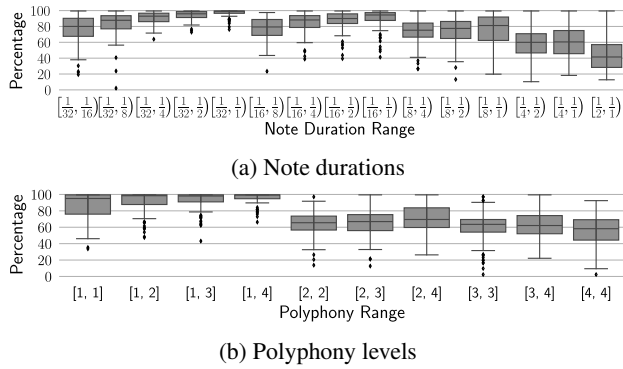 Percentage
100
80
60
40
20
0
[1/32, 1/16) [1/32, 1/8) [1/32, 1/4) [1/32, 1/2) [1/32, 1/1) [1/16, 1/8) [1/16, 1/4) [1/16, 1/2) [1/16, 1/1) [1/8, 1/4) [1/8, 1/2) [1/8, 1/1) [1/4, 1/2) [1/4, 1/1) [1/2, 1/1)
Note Duration Range
(a) Note durations
Percentage
100
80
60
40
20
0
[1, 1] [1, 2] [1, 3] [1, 4] [2, 2] [2, 3] [2, 4] [3, 3] [3, 4] [4, 4]
Polyphony Range
(b) Polyphony levels